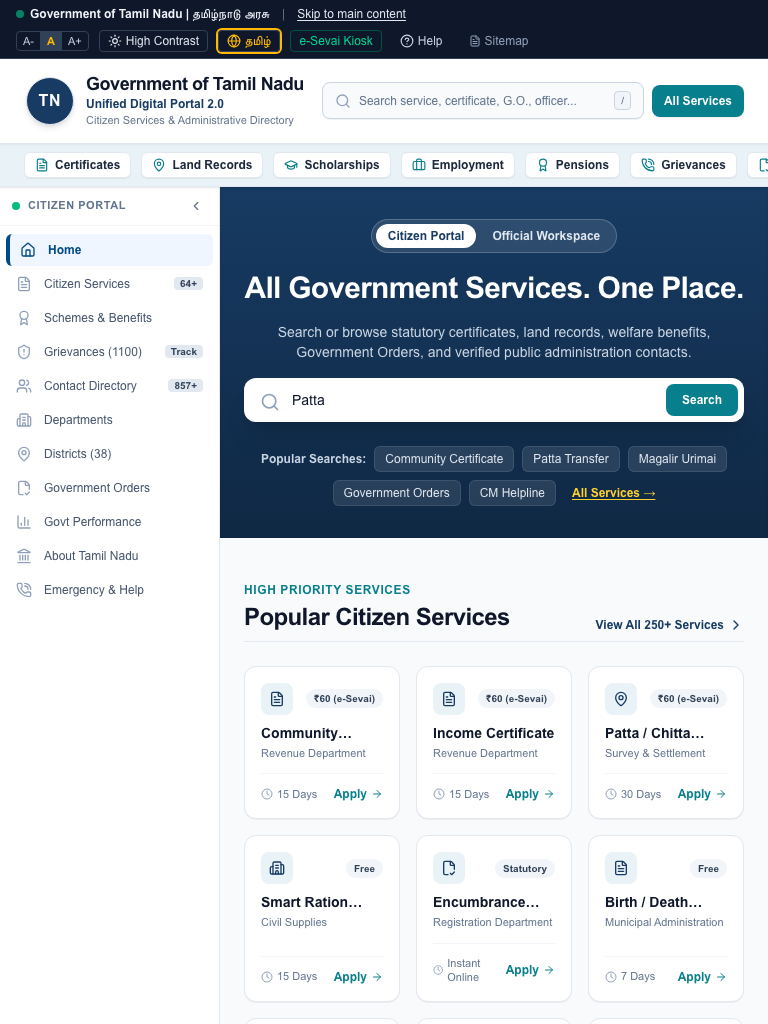 Government of Tamil Nadu | தமிழ்நாடு அரசு | Skip to main content
A- A A+ High Contrast தமிழ் e-Sevai Kiosk Help Sitemap
TN
Government of Tamil Nadu
Unified Digital Portal 2.0
Citizen Services & Administrative Directory
Search service, certificate, G.O., officer... /
All Services
Certificates Land Records Scholarships Employment Pensions Grievances
CITIZEN PORTAL
Home
Citizen Services 64+
Schemes & Benefits
Grievances (1100) Track
Contact Directory 857+
Departments
Districts (38)
Government Orders
Govt Performance
About Tamil Nadu
Emergency & Help
Citizen Portal Official Workspace
All Government Services. One Place.
Search or browse statutory certificates, land records, welfare benefits,
Government Orders, and verified public administration contacts.
Patta Search
Popular Searches: Community Certificate Patta Transfer Magalir Urimai
Government Orders CM Helpline All Services →
HIGH PRIORITY SERVICES
Popular Citizen Services
View All 250+ Services
₹60 (e-Sevai)
Community...
Revenue Department
15 Days Apply
₹60 (e-Sevai)
Income Certificate
Revenue Department
15 Days Apply
₹60 (e-Sevai)
Patta / Chitta...
Survey & Settlement
30 Days Apply
Free
Smart Ration...
Civil Supplies
15 Days Apply
Statutory
Encumbrance...
Registration Department
Instant
Online Apply
Free
Birth / Death...
Municipal Administration
7 Days Apply